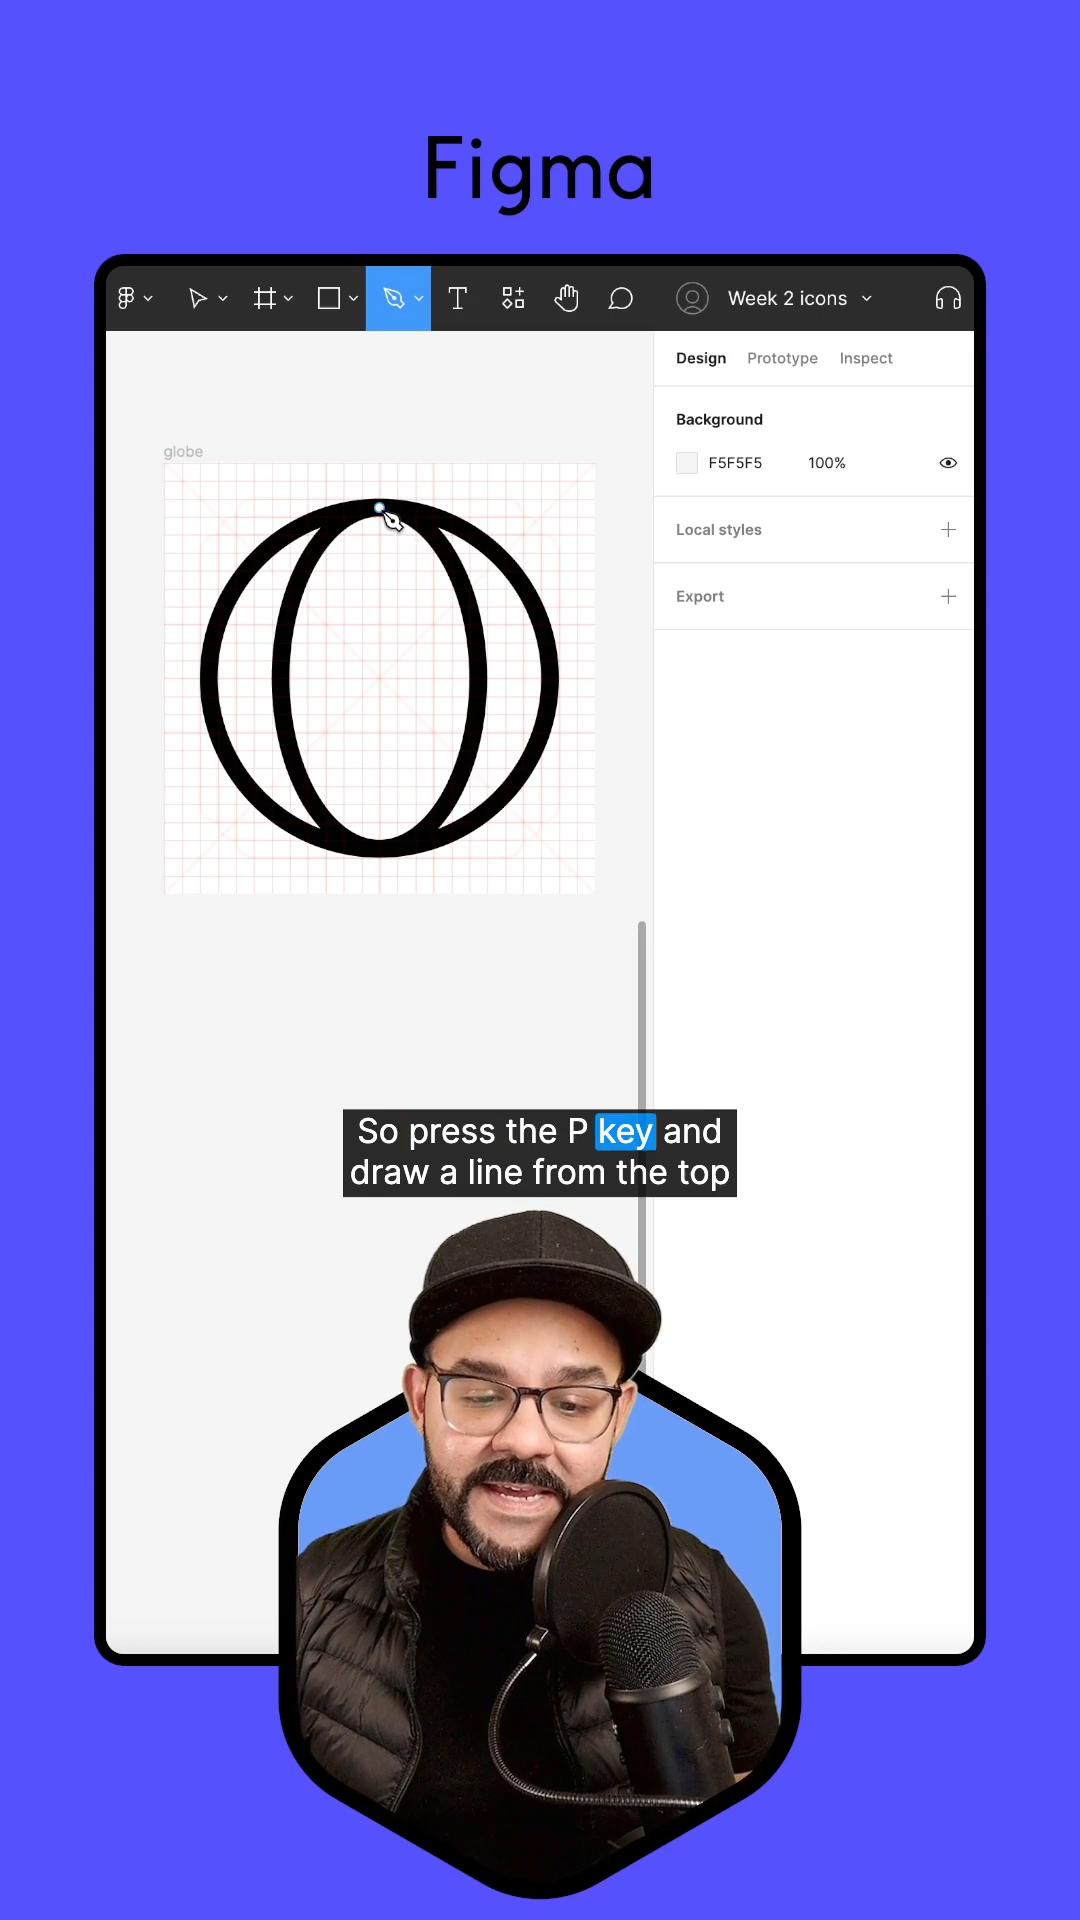 Figma
Week 2 icons
Design Prototype Inspect
Background
F5F5F5 100%
Local styles
Export
globe
So press the P key and
draw a line from the top